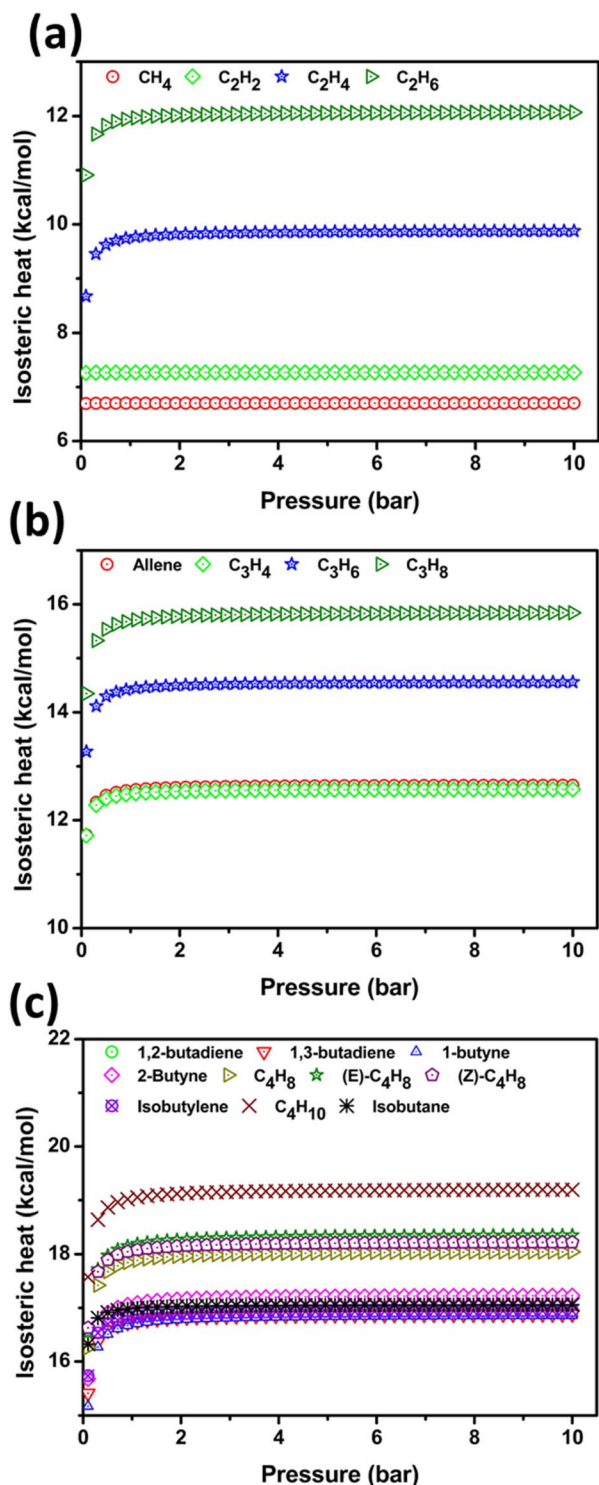 (a)
CH₄ C₂H₂ C₂H₄ C₂H₆
12
10
8
6
Isosteric heat (kcal/mol)
0 2 4 6 8 10
Pressure (bar)
(b)
Allene C₃H₄ C₃H₆ C₃H₈
16
14
12
10
Isosteric heat (kcal/mol)
0 2 4 6 8 10
Pressure (bar)
(c)
22
1,2-butadiene 1,3-butadiene 1-butyne
2-Butyne C₄H₈ (E)-C₄H₈ (Z)-C₄H₈
Isobutylene C₄H₁₀ Isobutane
20
18
16
Isosteric heat (kcal/mol)
0 2 4 6 8 10
Pressure (bar)